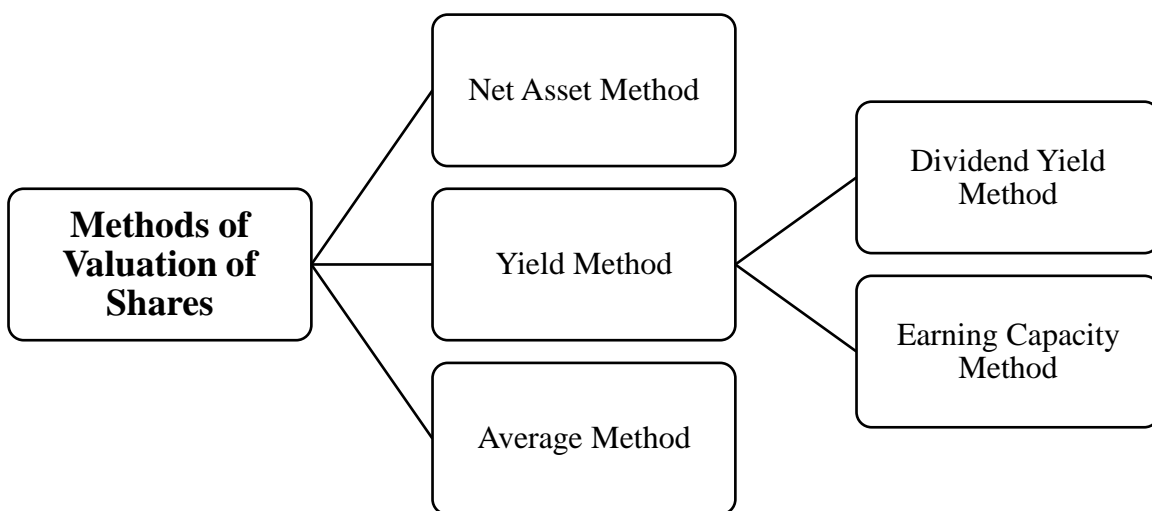 Methods of
Valuation of
Shares
Net Asset Method
Yield Method
Average Method
Dividend Yield
Method
Earning Capacity
Method